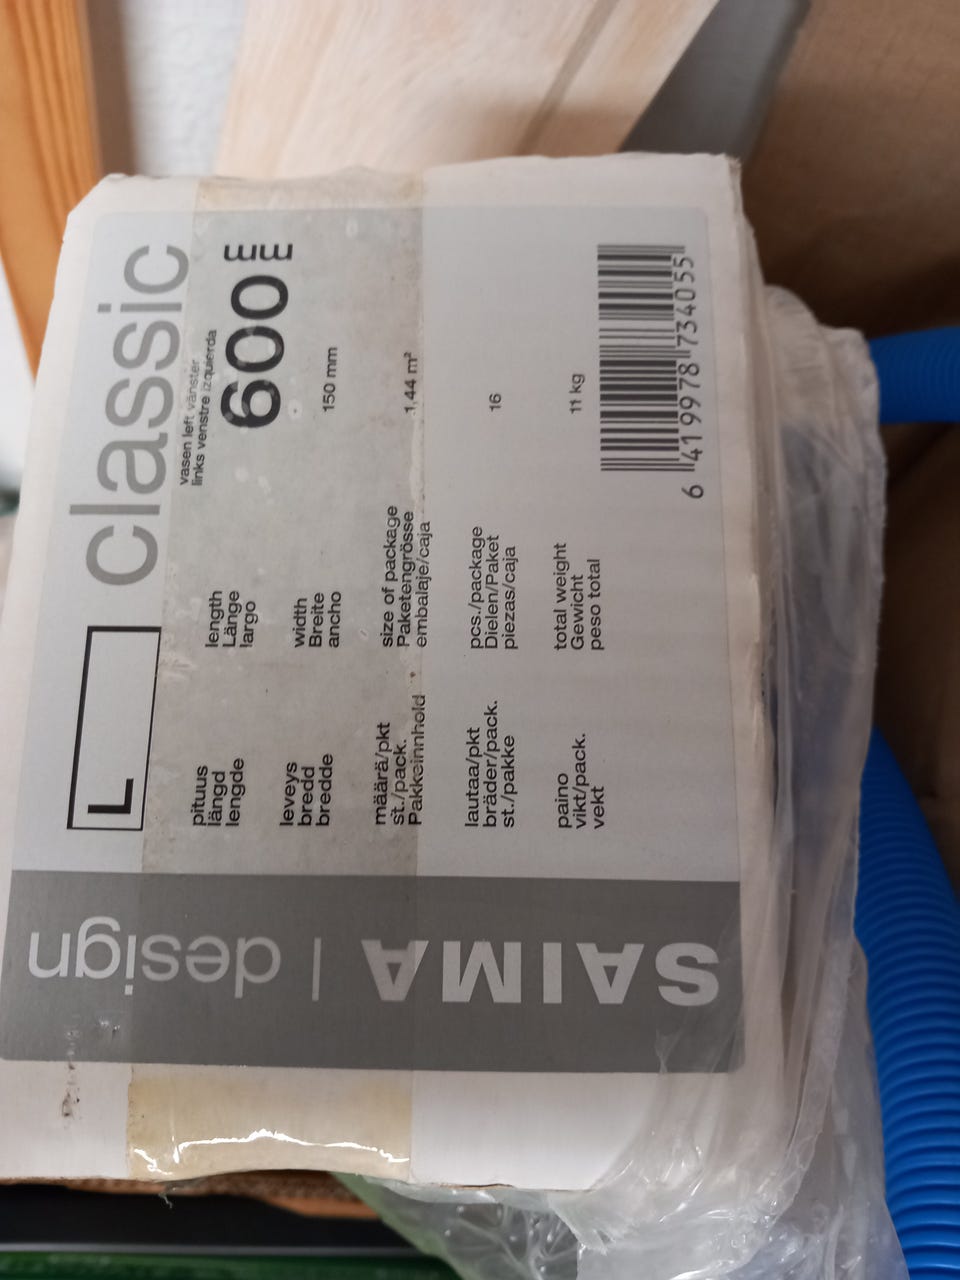 SAIMA | design
L
classic
vasen left vänster
links venstre izquierda
pituus
längd
lengde
length
Länge
largo
600 mm
leveys
bredd
bredde
width
Breite
ancho
150 mm
määrä/pkt
st./pack.
Pakkeinnhold
size of package
Paketengrösse
embalaje/caja
1,44 m²
lautaa/pkt
bräder/pack.
st./pakke
pcs./package
Dielen/Paket
piezas/caja
16
paino
vikt/pack.
vekt
total weight
Gewicht
peso total
11 kg
6 419978 734055